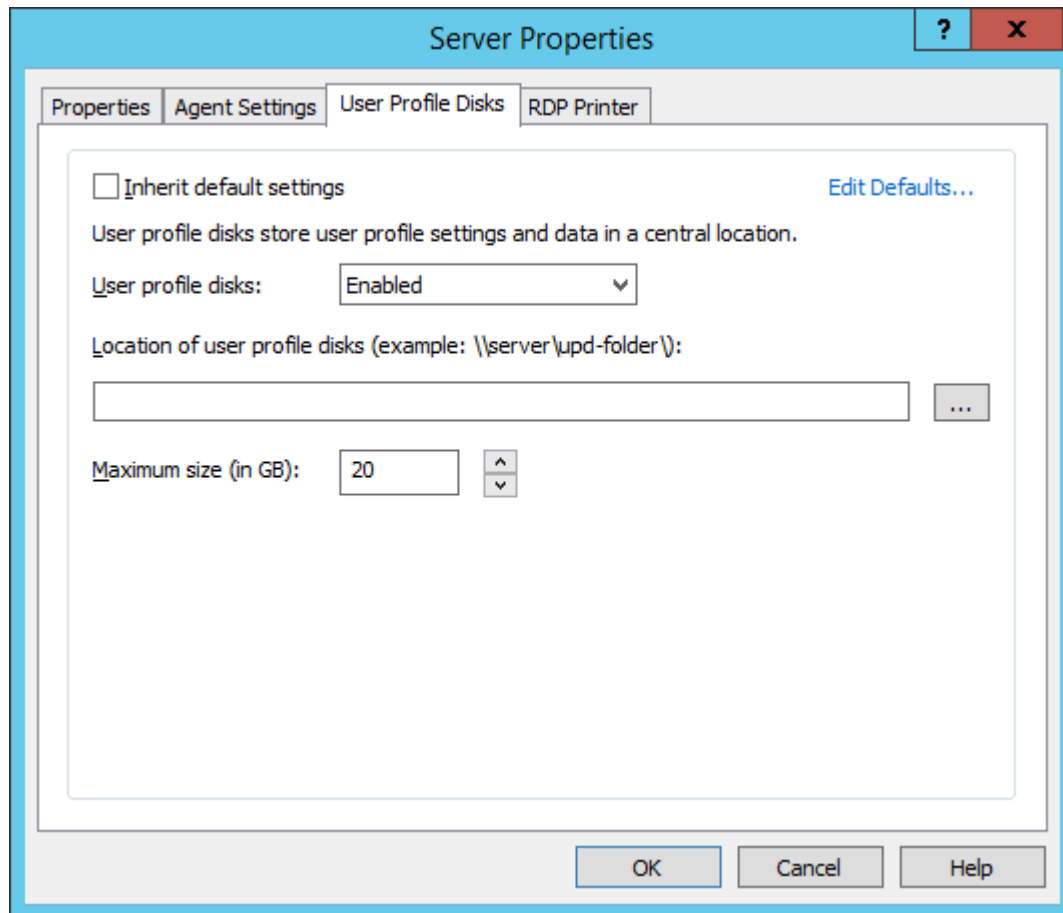 Server Properties
?
x
Properties
Agent Settings
User Profile Disks
RDP Printer
Inherit default settings
Edit Defaults...
User profile disks store user profile settings and data in a central location.
User profile disks:
Enabled
Location of user profile disks (example: \\server\upd-folder\):
...
Maximum size (in GB):
20
OK
Cancel
Help